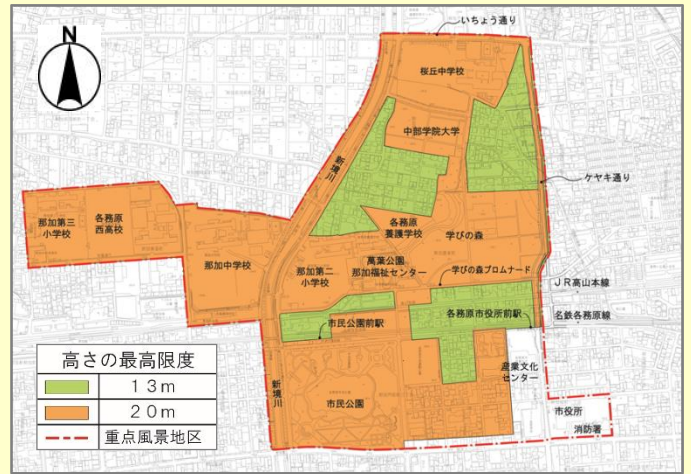 N
いちょう通り
桜丘中学校
中部学院大学
新境川
ケヤキ通り
那加第三
小学校
各務原
西高校
那加中学校
各務原
養護学校
学びの森
那加第二
小学校
萬葉公園
那加福祉センター
学びの森プロムナード
JR高山本線
市民公園前駅
各務原市役所前駅
名鉄各務原線
産業文化
センター
新境川
市民公園
市役所
消防署
高さの最高限度
13m
20m
重点風景地区